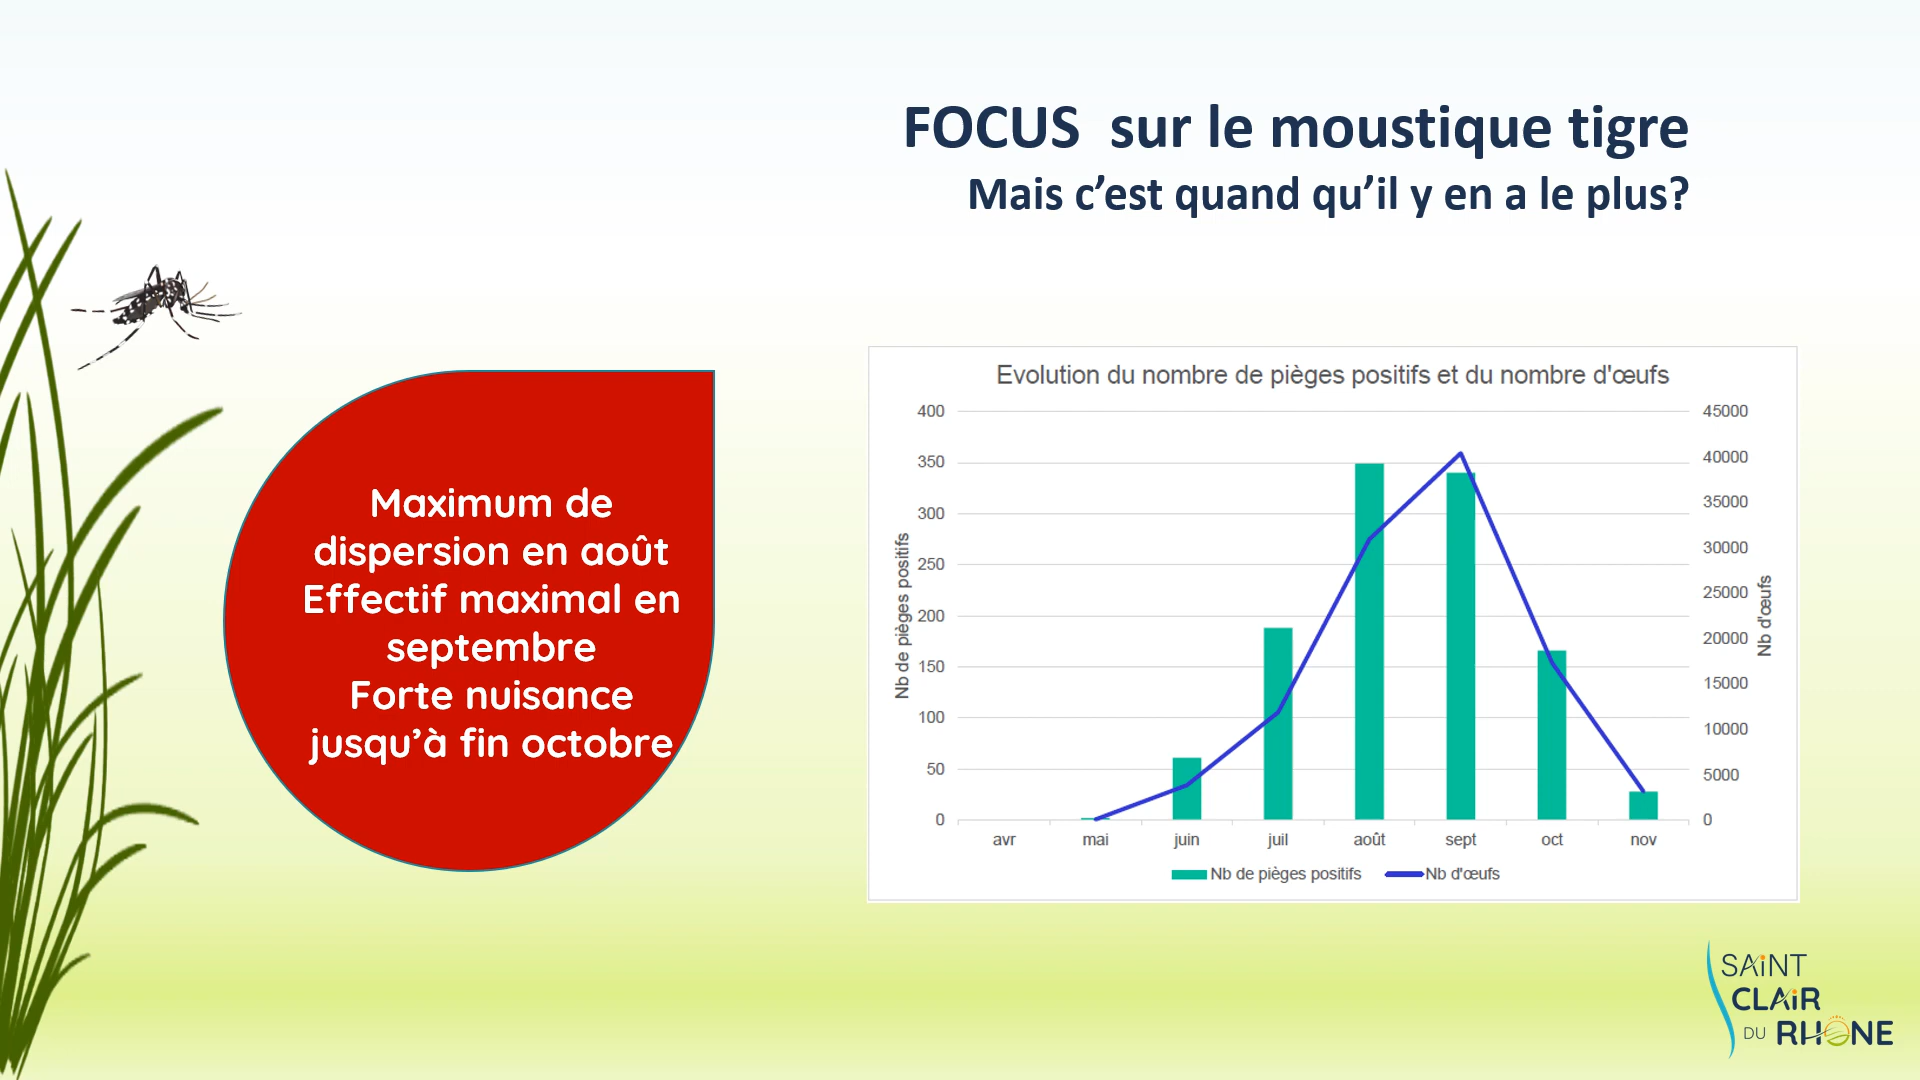 FOCUS  sur le moustique tigre
Mais c’est quand qu’il y en a le plus?
Maximum de
dispersion en août
Effectif maximal en
septembre
Forte nuisance
jusqu’à fin octobre
Evolution du nombre de pièges positifs et du nombre d'œufs
Nb de pièges positifs
400
350
300
250
200
150
100
50
0
45000
40000
35000
30000
25000
20000
15000
10000
5000
0
Nb d'œufs
avr mai juin juil août sept oct nov
Nb de pièges positifs Nb d'œufs
SAiNT
CLAiR
DU RHONE